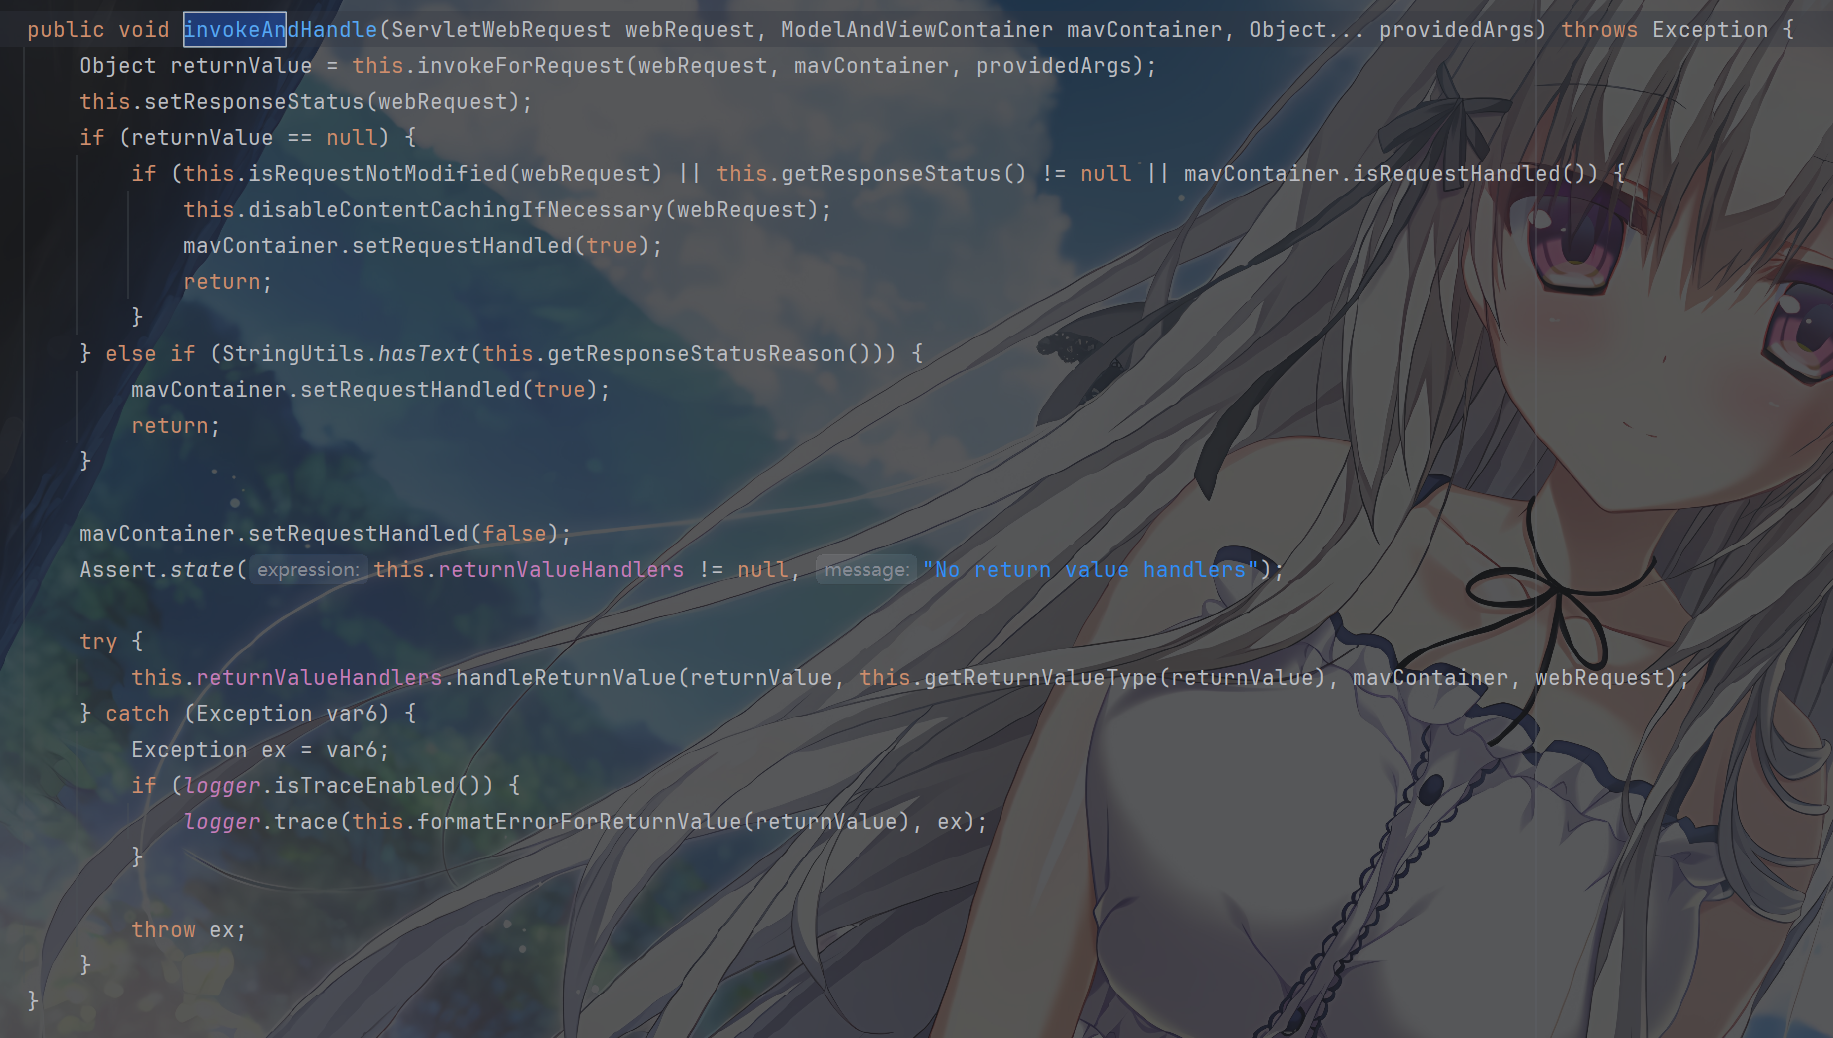 public void invokeAndHandle(ServletWebRequest webRequest, ModelAndViewContainer mavContainer, Object... providedArgs) throws Exception {
    Object returnValue = this.invokeForRequest(webRequest, mavContainer, providedArgs);
    this.setResponseStatus(webRequest);
    if (returnValue == null) {
        if (this.isRequestNotModified(webRequest) || this.getResponseStatus() != null || mavContainer.isRequestHandled()) {
            this.disableContentCachingIfNecessary(webRequest);
            mavContainer.setRequestHandled(true);
            return;
        }
    } else if (StringUtils.hasText(this.getResponseStatusReason())) {
        mavContainer.setRequestHandled(true);
        return;
    }

    mavContainer.setRequestHandled(false);
    Assert.state( expression: this.returnValueHandlers != null, message: "No return value handlers");

    try {
        this.returnValueHandlers.handleReturnValue(returnValue, this.getReturnValueType(returnValue), mavContainer, webRequest);
    } catch (Exception var6) {
        Exception ex = var6;
        if (logger.isTraceEnabled()) {
            logger.trace(this.formatErrorForReturnValue(returnValue), ex);
        }

        throw ex;
    }
}